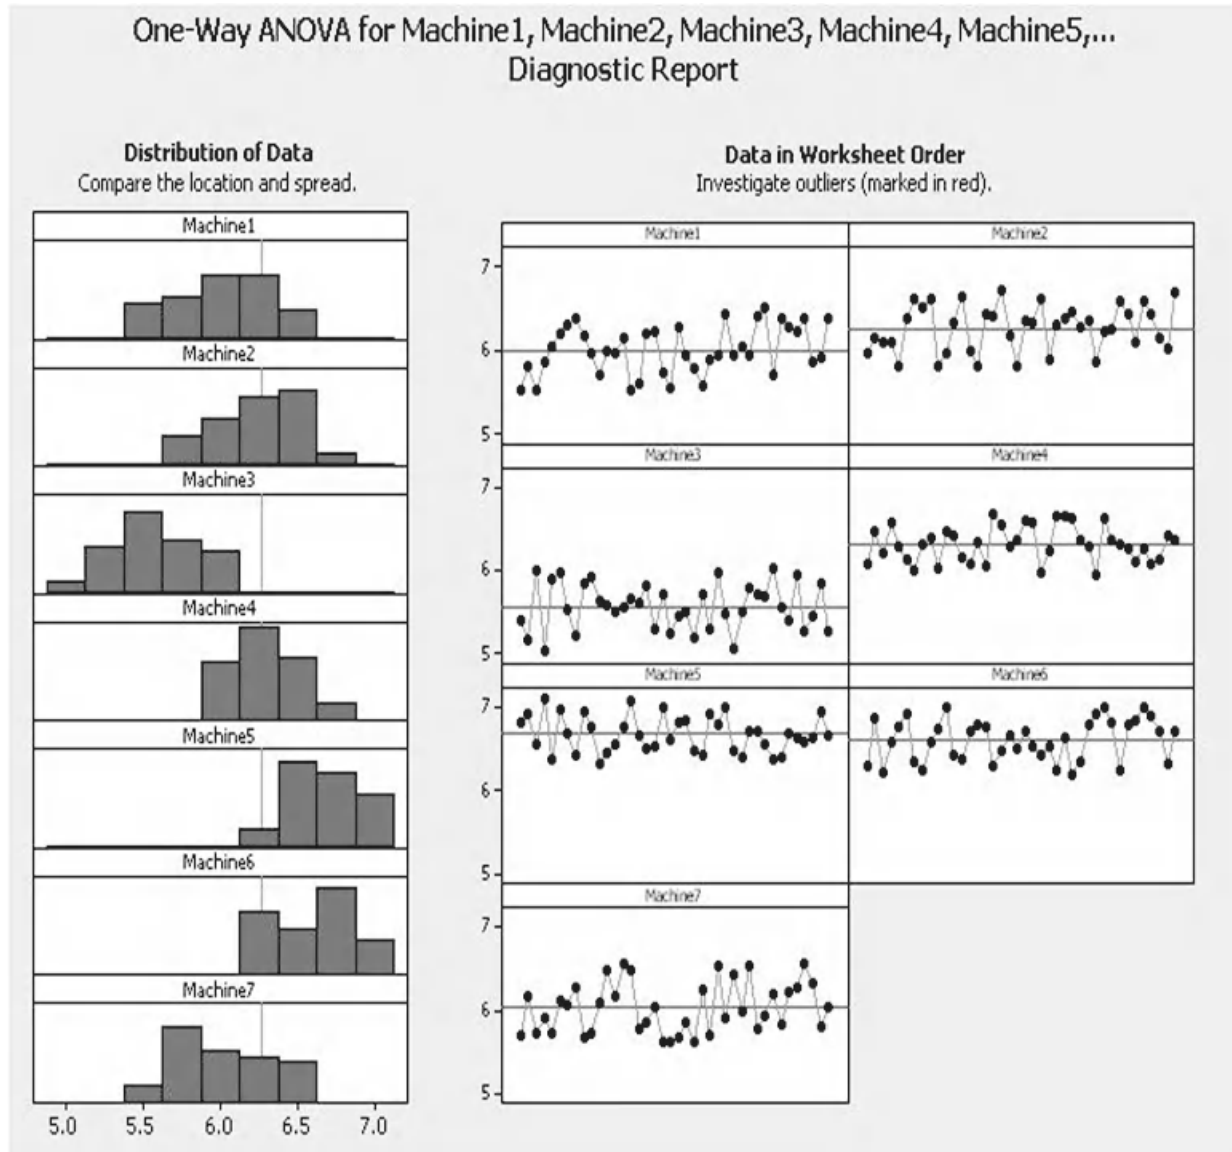 One-Way ANOVA for Machine1, Machine2, Machine3, Machine4, Machine5,...
Diagnostic Report
Distribution of Data
Compare the location and spread.
Machine1
Machine2
Machine3
Machine4
Machine5
Machine6
Machine7
5.0 5.5 6.0 6.5 7.0
Data in Worksheet Order
Investigate outliers (marked in red).
Machine1 Machine2
7
6
5
Machine3 Machine4
7
6
5
Machine5 Machine6
7
6
5
Machine7
7
6
5